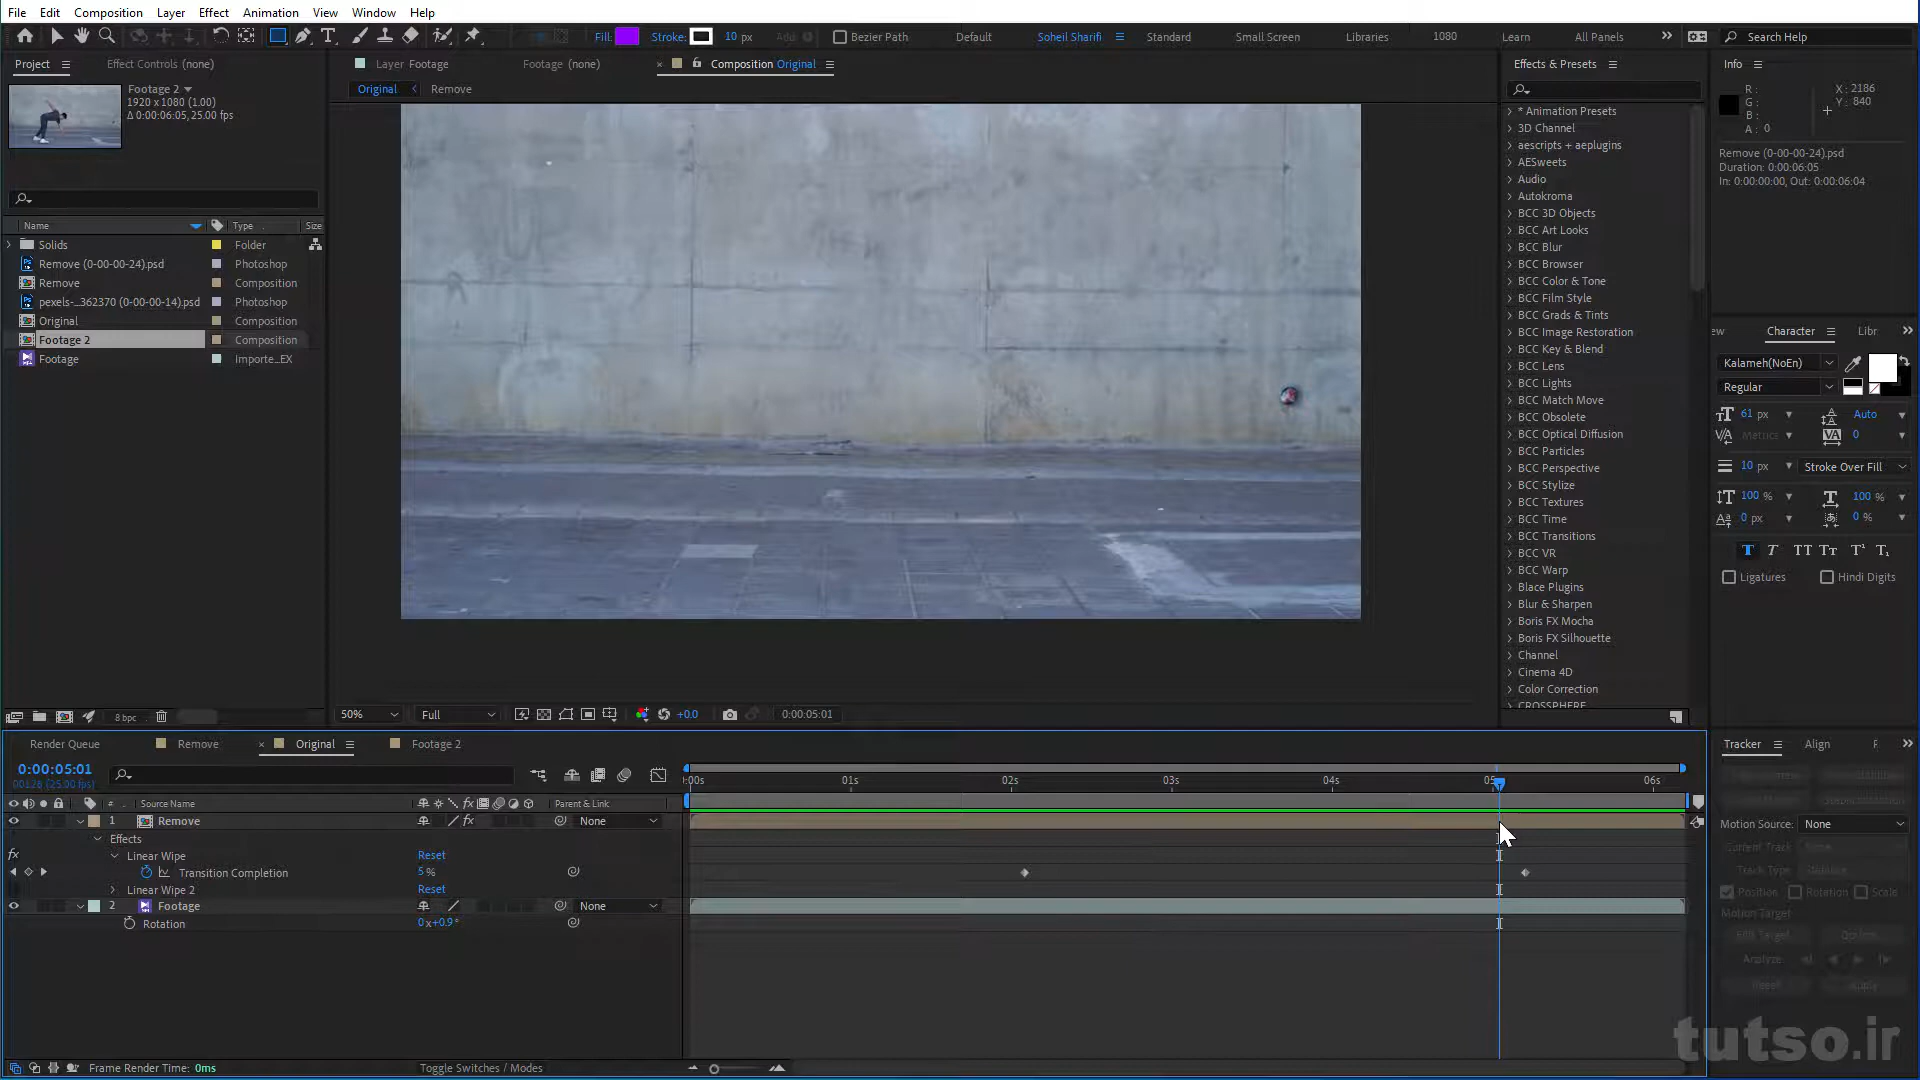 File Edit Composition Layer Effect Animation View Window Help
Fill: Stroke: 10 px Bezier Path Default Soheil Sharifi Standard Small Screen Libraries 1080 Learn All Panels Search Help
Project Effect Controls (none) Layer Footage Footage (none) Composition Original Effects & Presets Info
Original Remove
Footage 2
1920 x 1080 (1.00)
Δ 0:00:06:05, 25.00 fps
R :
G :
B :
A : 0
X : 2186
Y : 840
Remove (0-00-00-24).psd
Duration: 0:00:06:05
In: 0:00:00:00, Out: 0:00:06:04
Name Type Size
Solids Folder
Remove (0-00-00-24).psd Photoshop
Remove Composition
pexels-_362370 (0-00-00-14).psd Photoshop
Original Composition
Footage 2 Composition
Footage Importe...EX
8 bpc
50% Full +0.0 0:00:05:01
* Animation Presets
3D Channel
aescripts + aeplugins
AESweets
Audio
Autokroma
BCC 3D Objects
BCC Art Looks
BCC Blur
BCC Browser
BCC Color & Tone
BCC Film Style
BCC Grads & Tints
BCC Image Restoration
BCC Key & Blend
BCC Lens
BCC Lights
BCC Match Move
BCC Obsolete
BCC Optical Diffusion
BCC Particles
BCC Perspective
BCC Stylize
BCC Textures
BCC Time
BCC Transitions
BCC VR
BCC Warp
Blace Plugins
Blur & Sharpen
Boris FX Mocha
Boris FX Silhouette
Channel
Cinema 4D
Color Correction
CROSSPHERE
ew Character Libr
Kalameh(NoEn)
Regular
61 px Auto
Metrics 0
10 px Stroke Over Fill
100 % 100 %
0 px 0 %
T T TT Tt T¹ T₁
Ligatures Hindi Digits
Render Queue Remove Original Footage 2
0:00:05:01
00126 (25.00 fps)
:00s 01s 02s 03s 04s 05 06s
# Source Name Parent & Link
1 Remove None
Effects
Linear Wipe Reset
Transition Completion 5 %
Linear Wipe 2 Reset
2 Footage None
Rotation 0 x+0.9 °
Frame Render Time: 0ms Toggle Switches / Modes
Tracker Align
Motion Source: None
Current Track: None
Track Type: Stabilize
Position Rotation Scale
Motion Target:
Edit Target...
Analyze:
Reset Apply
tutso.ir